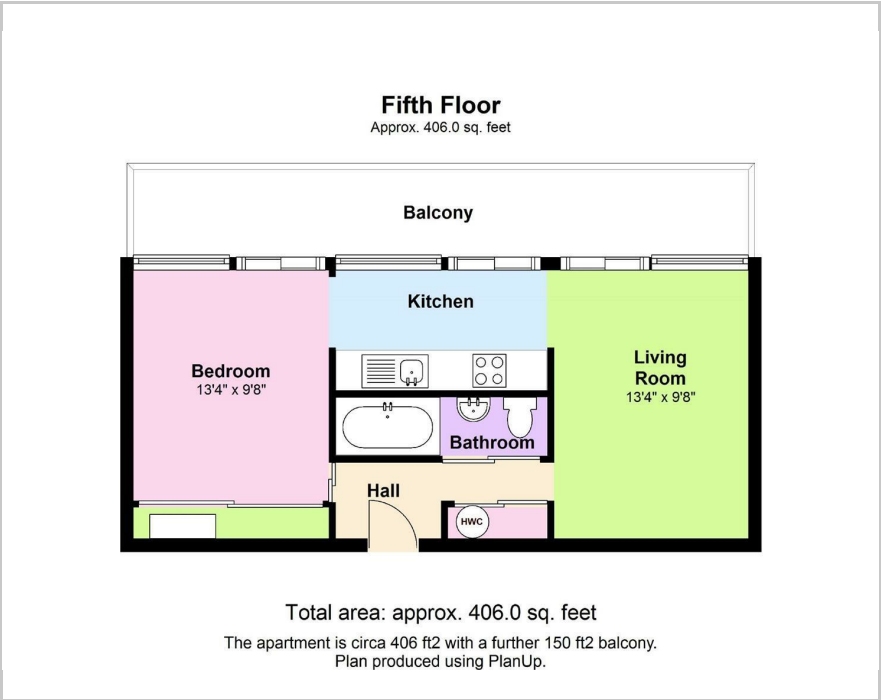 Fifth Floor
Approx. 406.0 sq. feet
Balcony
Kitchen
Bedroom
13'4" x 9'8"
Living
Room
13'4" x 9'8"
Bathroom
Hall
HWC
Total area: approx. 406.0 sq. feet
The apartment is circa 406 ft2 with a further 150 ft2 balcony.
Plan produced using PlanUp.